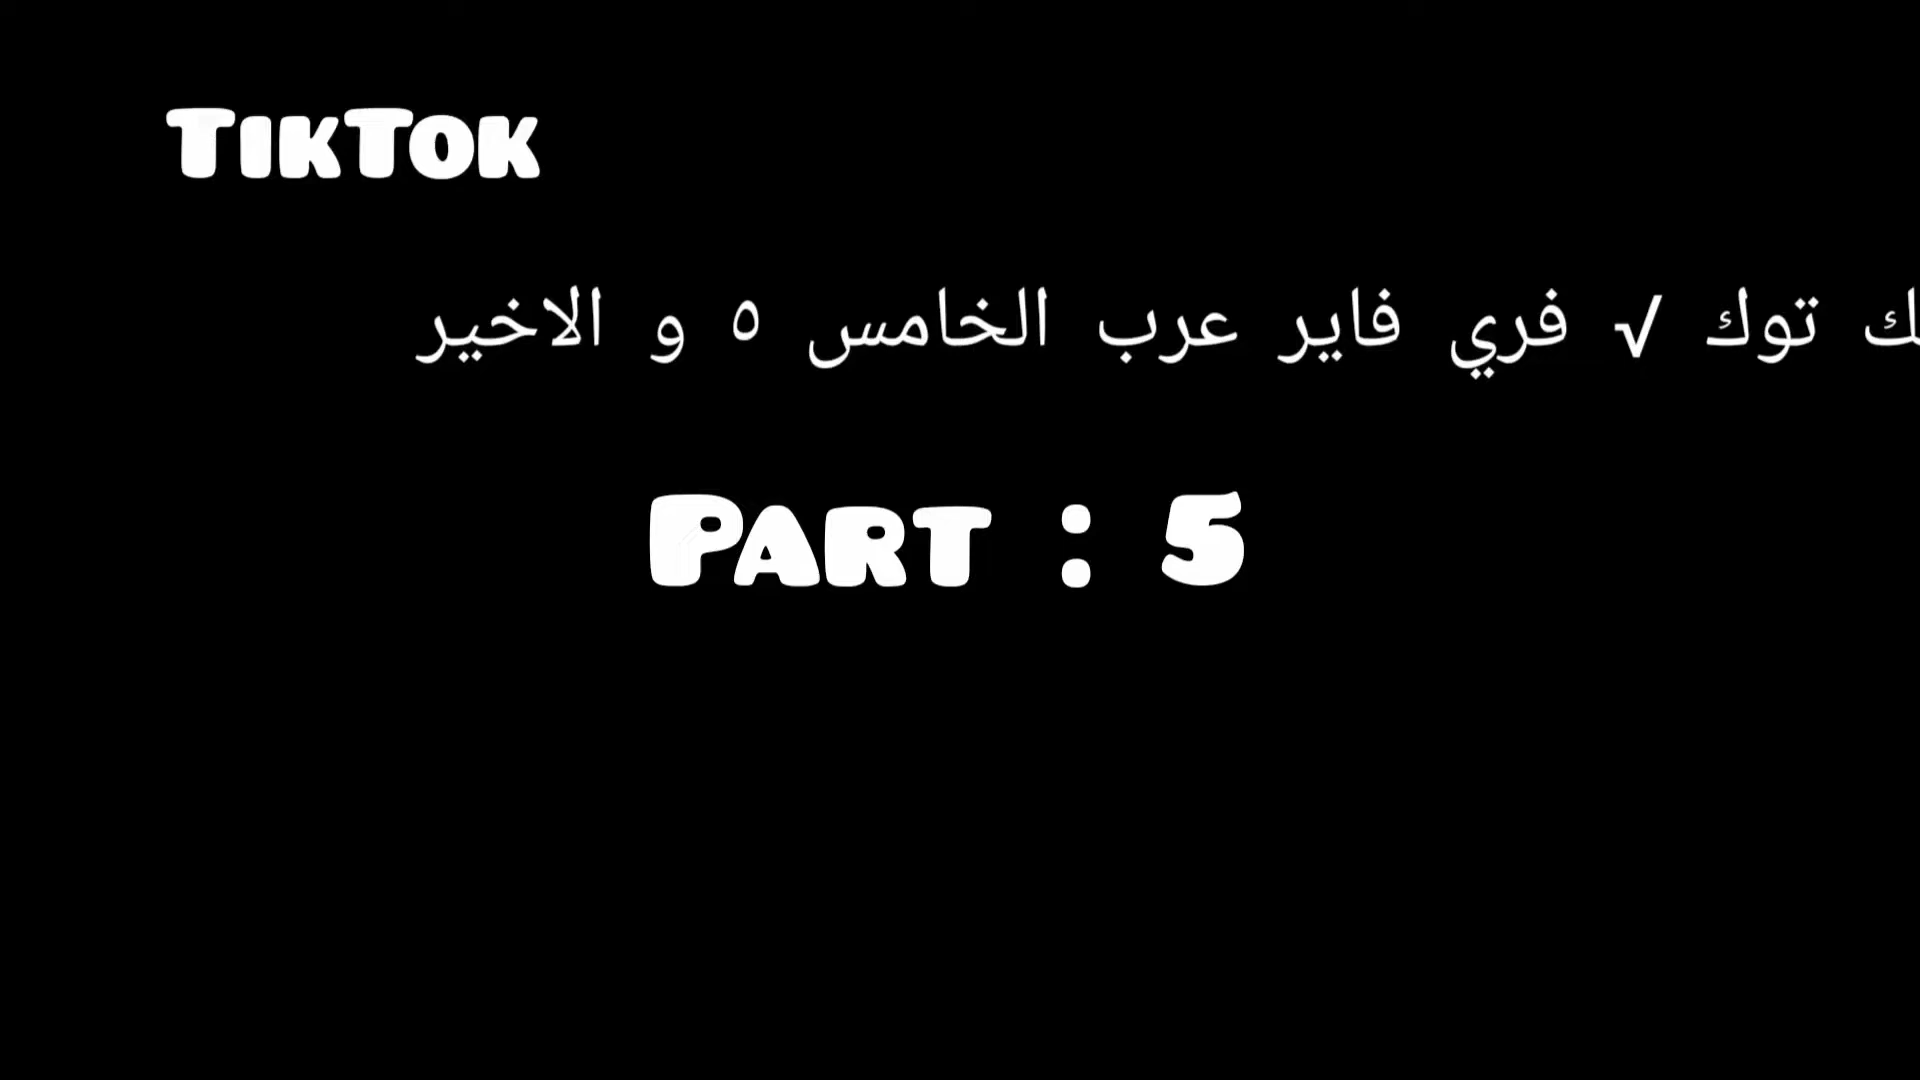 TikTok
توك √ فري فاير عرب الخامس ٥ و الاخير
Part : 5